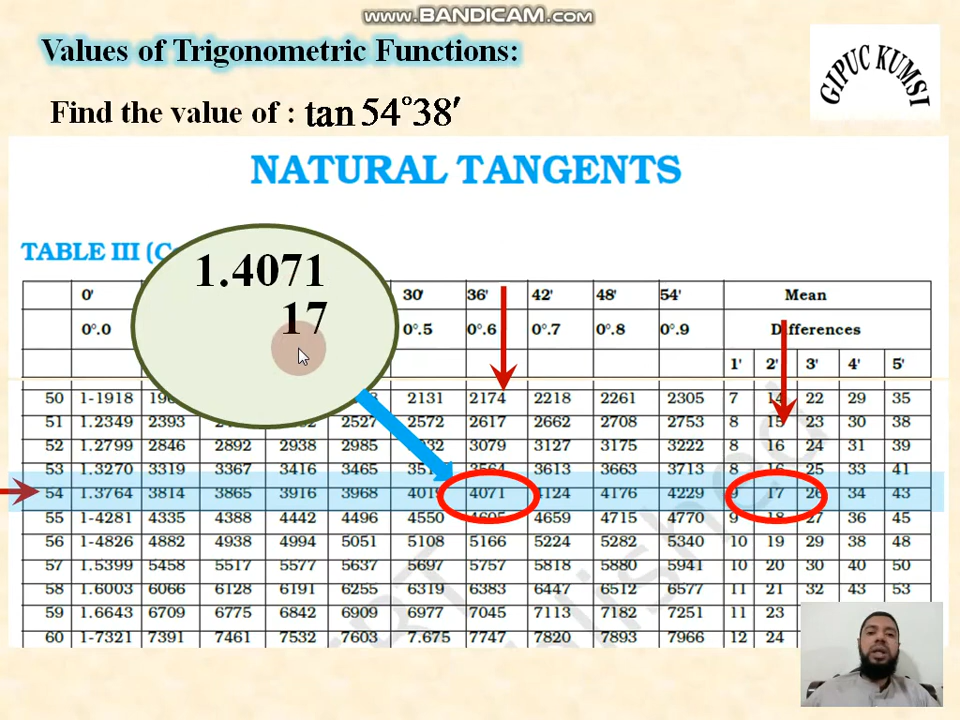 www.BANDICAM.com
Values of Trigonometric Functions:
GIPUC KUMSI
Find the value of : tan 54°38′
NATURAL TANGENTS
TABLE III (C
1.4071
17
0' 30' 36' 42' 48' 54' Mean
0°.0 0°.5 0°.6 0°.7 0°.8 0°.9 Differences
1' 2' 3' 4' 5'
50 1-1918 2131 2174 2218 2261 2305 7 14 22 29 35
51 1.2349 2393 2527 2572 2617 2662 2708 2753 8 15 30 38
52 1.2799 2846 2892 2938 2985 3079 3127 3175 3222 8 16 24 31 39
53 1.3270 3319 3367 3416 3465 3564 3613 3663 3713 8 16 25 33 41
54 1.3764 3814 3865 3916 3968 4019 4071 4124 4176 4229 9 17 26 34 43
55 1-4281 4335 4388 4442 4496 4550 4605 4659 4715 4770 9 18 27 36 45
56 1-4826 4882 4938 4994 5051 5108 5166 5224 5282 5340 10 19 29 38 48
57 1.5399 5458 5517 5577 5637 5697 5757 5818 5880 5941 10 20 30 40 50
58 1.6003 6066 6128 6191 6255 6319 6383 6447 6512 6577 11 21 32 43 53
59 1.6643 6709 6775 6842 6909 6977 7045 7113 7182 7251 11 23
60 1-7321 7391 7461 7532 7603 7.675 7747 7820 7893 7966 12 24